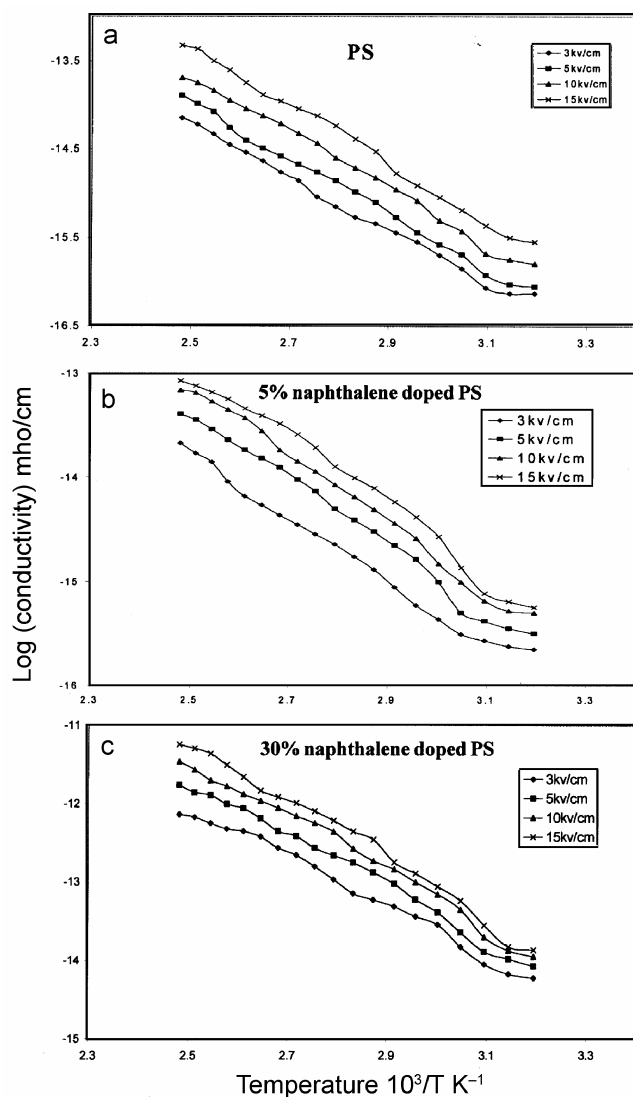 a
PS
3kv/cm
5kv/cm
10kv/cm
15kv/cm
-13.5
-14.5
-15.5
-16.5
2.3
2.5
2.7
2.9
3.1
3.3
b
5% naphthalene doped PS
3kv/cm
5kv/cm
10kv/cm
15kv/cm
-13
-14
-15
-16
2.3
2.5
2.7
2.9
3.1
3.3
c
30% naphthalene doped PS
3kv/cm
5kv/cm
10kv/cm
15kv/cm
-11
-12
-13
-14
-15
2.3
2.5
2.7
2.9
3.1
3.3
Log (conductivity) mho/cm
Temperature 10³/T K⁻¹